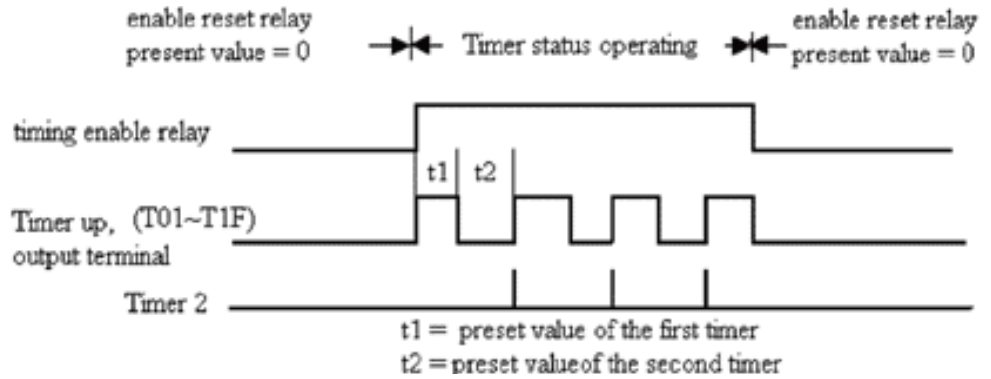 enable reset relay
present value = 0
Timer status operating
enable reset relay
present value = 0
timing enable relay
t1
t2
Timer up, (T01~T1F)
output terminal
Timer 2
t1 = preset value of the first timer
t2 = preset value of the second timer